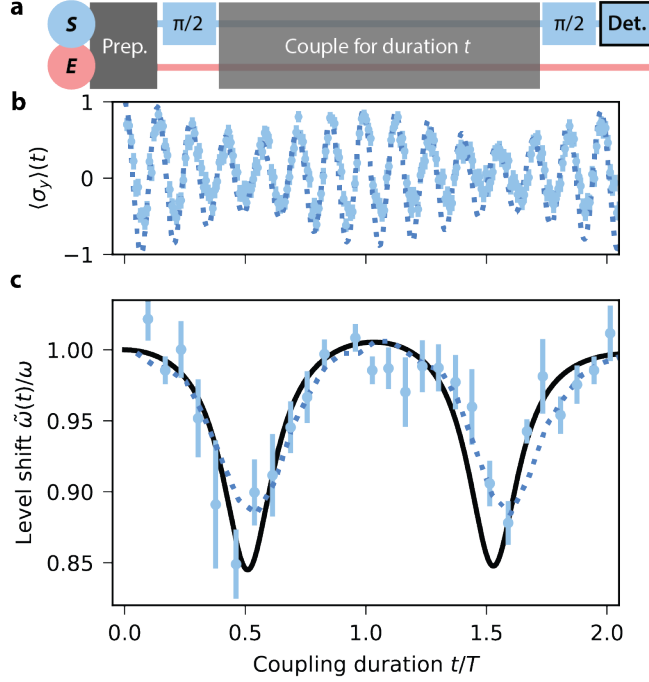 a
S
E
Prep.
π/2
Couple for duration t
π/2
Det.
b
1
0
−1
⟨σy⟩(t)
c
1.00
0.95
0.90
0.85
Level shift ω̃(t)/ω
0.0 0.5 1.0 1.5 2.0
Coupling duration t/T